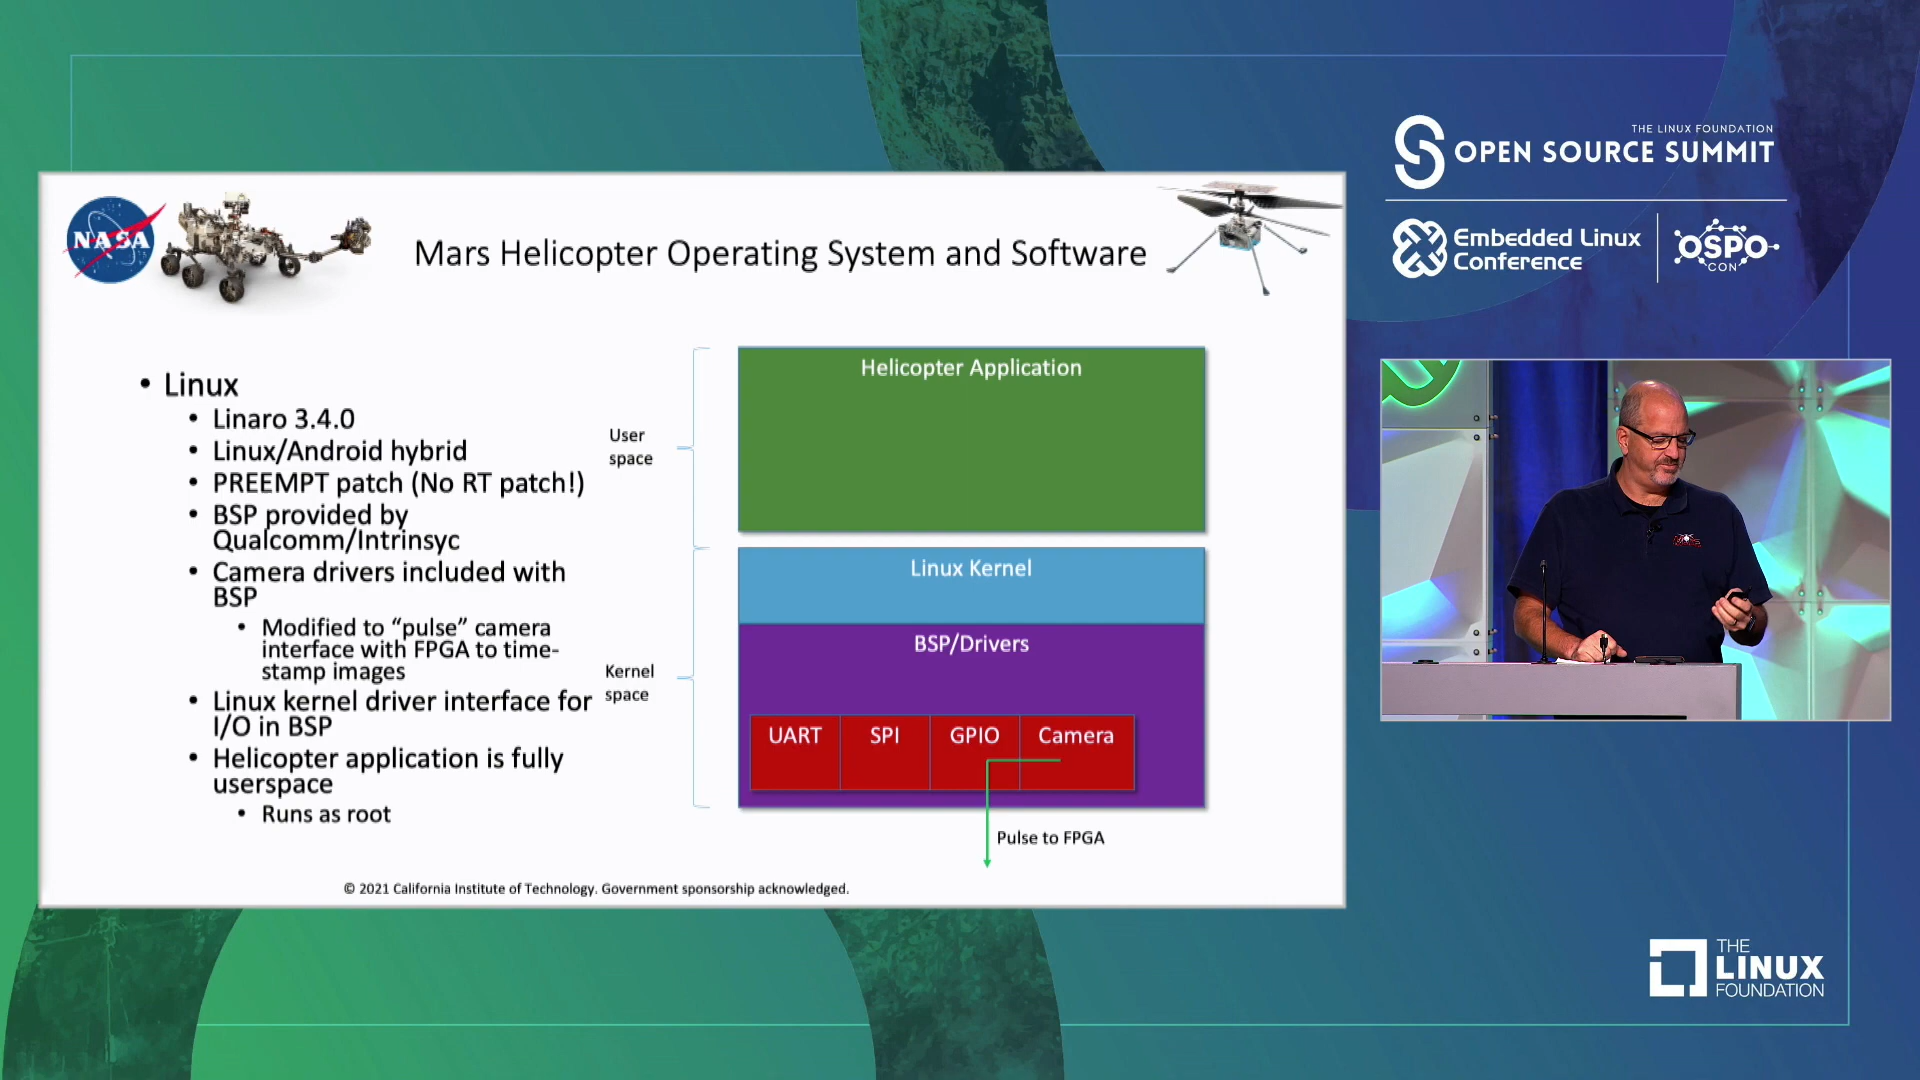 THE LINUX FOUNDATION
OPEN SOURCE SUMMIT
Embedded Linux
Conference
OSPO
CON
NASA
Mars Helicopter Operating System and Software
• Linux
• Linaro 3.4.0
• Linux/Android hybrid
• PREEMPT patch (No RT patch!)
• BSP provided by
Qualcomm/Intrinsyc
• Camera drivers included with
BSP
• Modified to “pulse” camera
interface with FPGA to time-
stamp images
• Linux kernel driver interface for
I/O in BSP
• Helicopter application is fully
userspace
• Runs as root
User
space
Kernel
space
Helicopter Application
Linux Kernel
BSP/Drivers
UART
SPI
GPIO
Camera
Pulse to FPGA
© 2021 California Institute of Technology. Government sponsorship acknowledged.
THE
LINUX
FOUNDATION